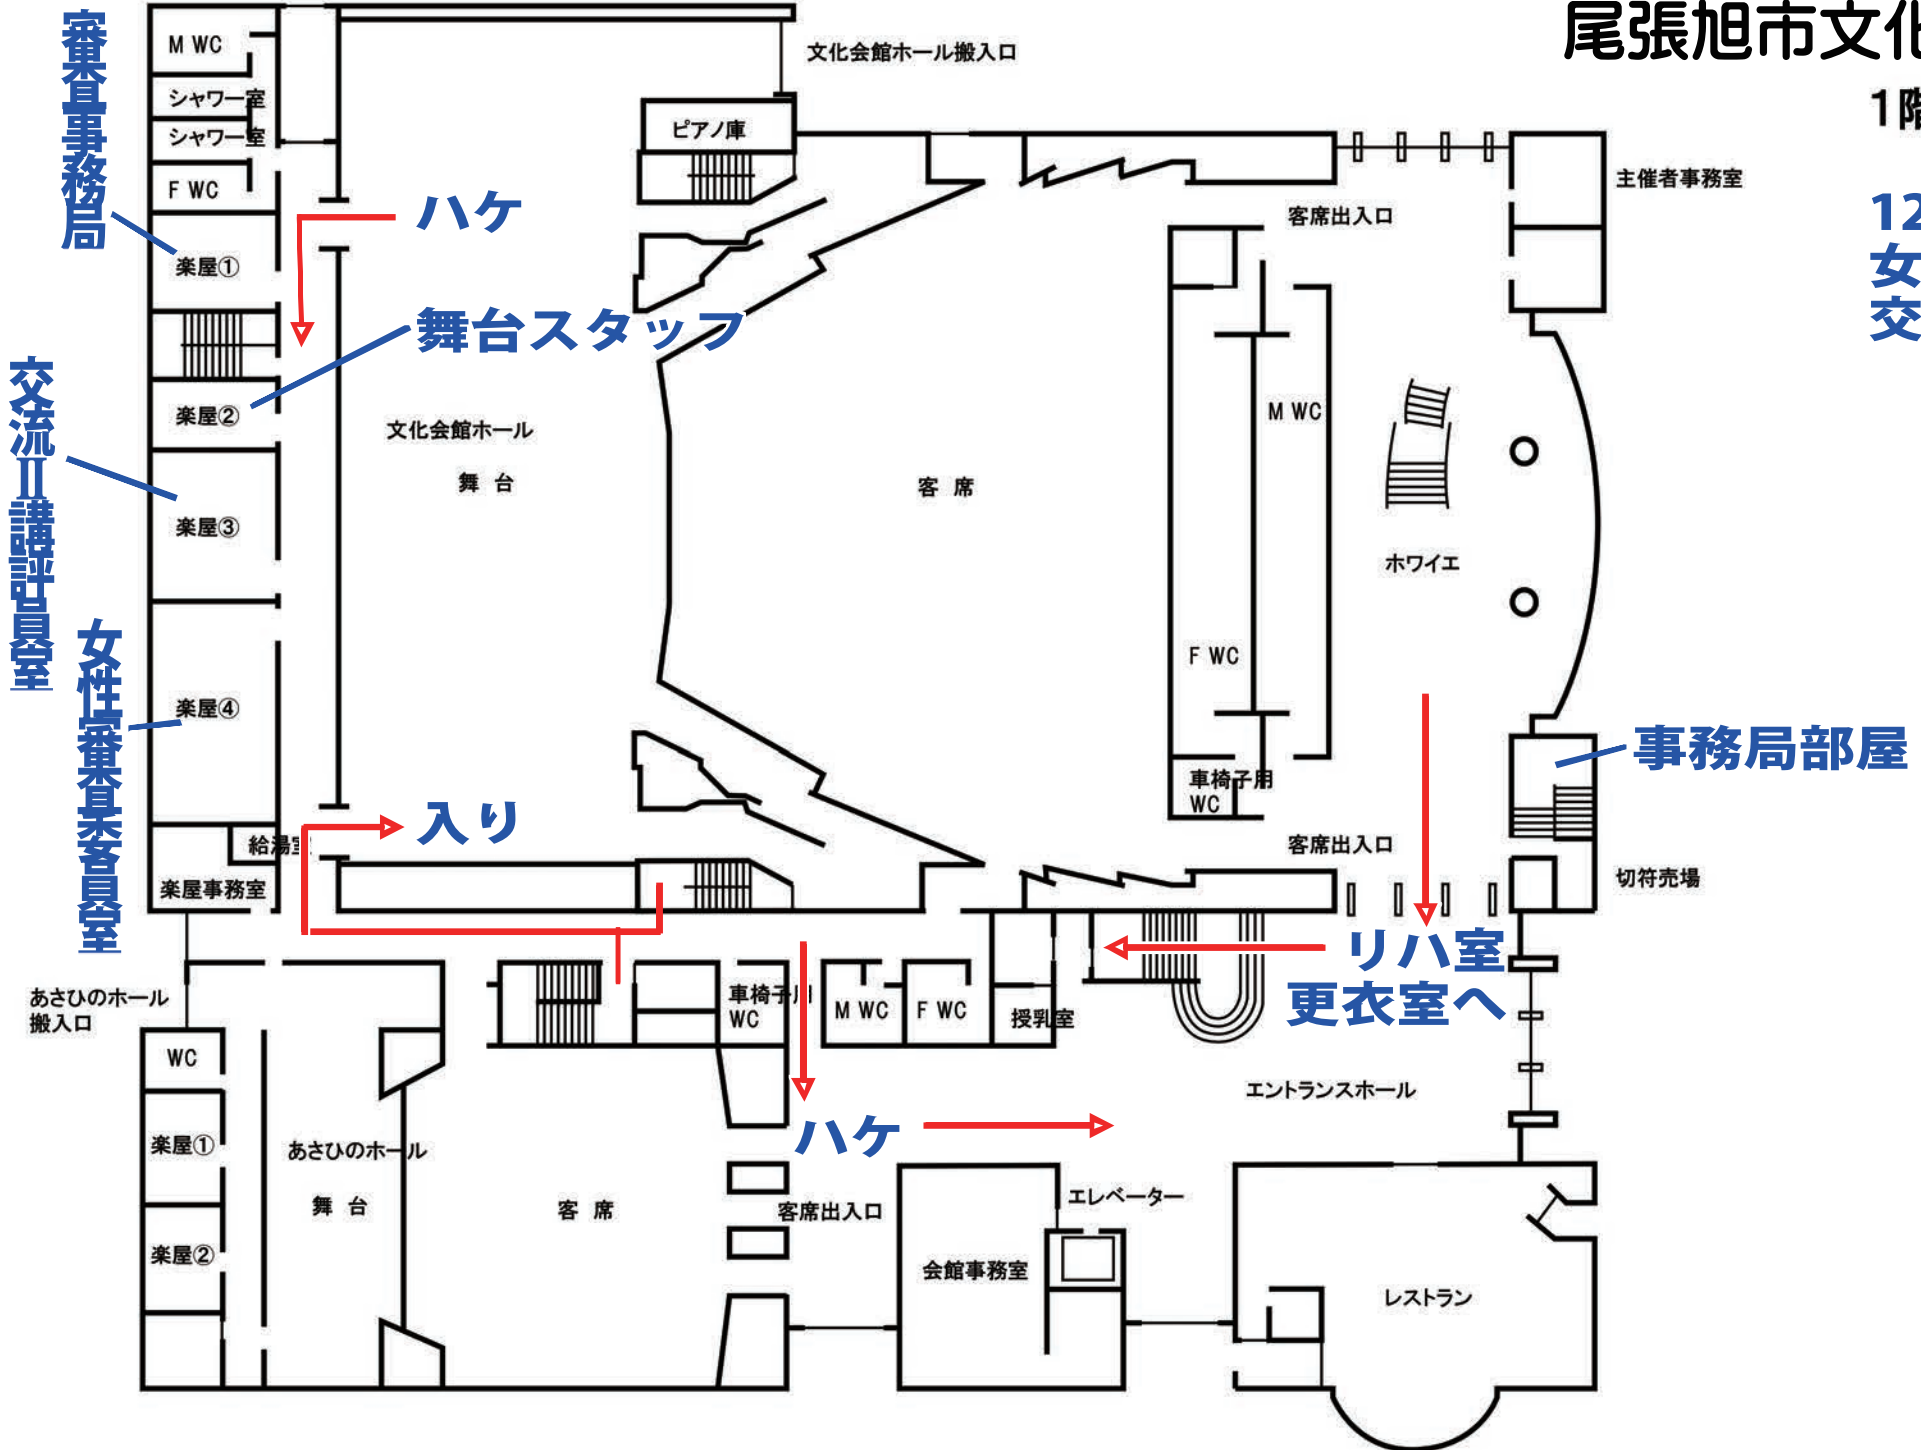 尾張旭市文化
1階
12
女
交
審査員事務局
M WC
シャワー室
シャワー室
F WC
楽屋①
文化会館ホール搬入口
ピアノ庫
主催者事務室
客席出入口
ハケ
舞台スタッフ
楽屋②
文化会館ホール
舞 台
客 席
M WC
交流Ⅱ講評員室
楽屋③
ホワイエ
女性審査員楽客員室
楽屋④
F WC
事務局部屋
車椅子用
WC
入り
給湯室
客席出入口
楽屋事務室
切符売場
リハ室
更衣室へ
あさひのホール
搬入口
車椅子用
WC
M WC
F WC
授乳室
WC
エントランスホール
楽屋①
あさひのホール
ハケ
舞 台
客 席
客席出入口
エレベーター
楽屋②
会館事務室
レストラン